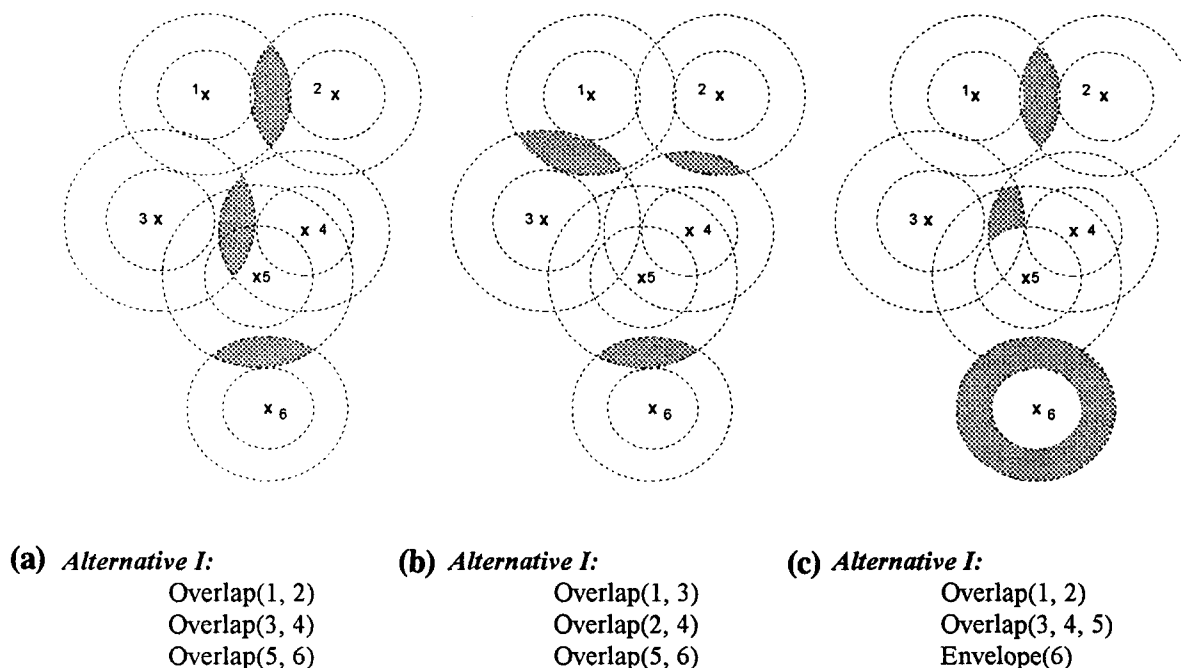 1x 2 x
3 x x 4
x5
x 6
1x 2 x
3 x x 4
x5
x 6
1x 2 x
3 x x 4
x5
x 6
(a) Alternative I:
Overlap(1, 2)
Overlap(3, 4)
Overlap(5, 6)
(b) Alternative I:
Overlap(1, 3)
Overlap(2, 4)
Overlap(5, 6)
(c) Alternative I:
Overlap(1, 2)
Overlap(3, 4, 5)
Envelope(6)